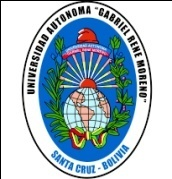 UNIVERSIDAD AUTONOMA "GABRIEL RENE MORENO"
SANTA CRUZ - BOLIVIA